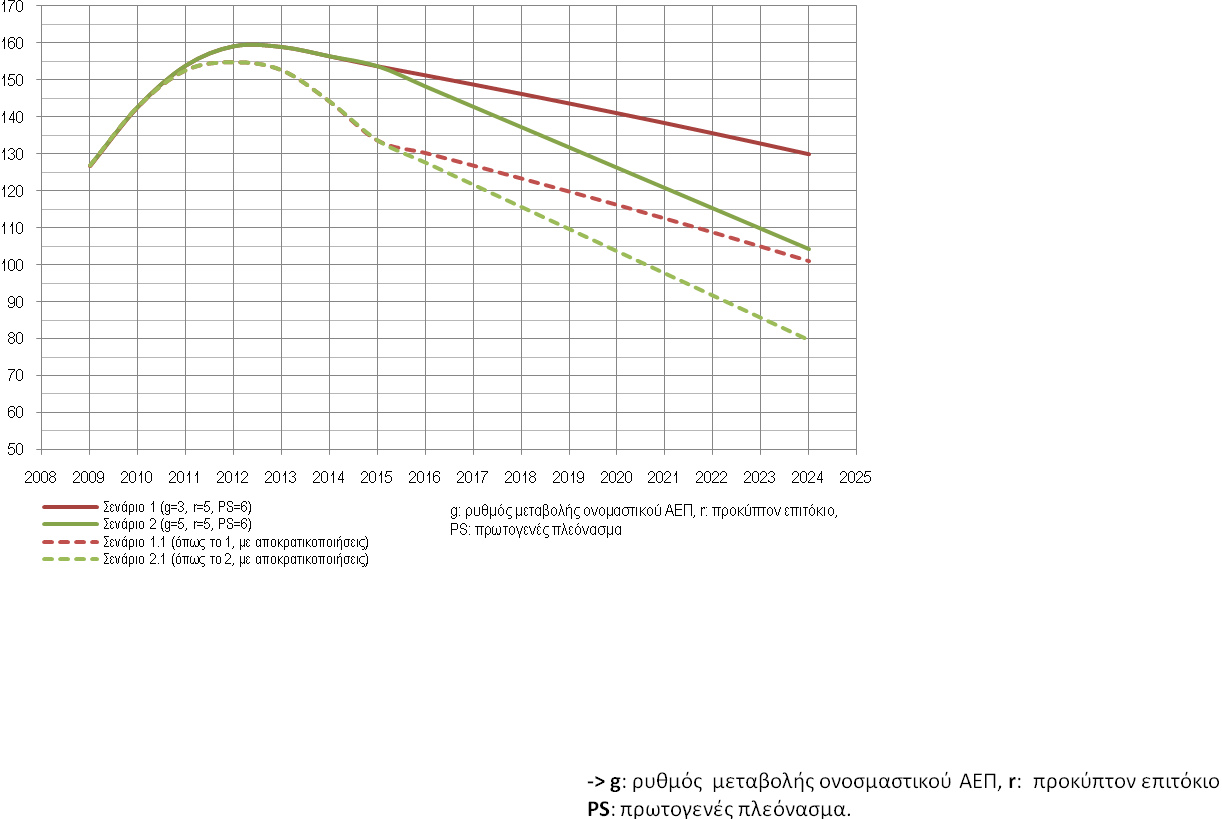 170
160
150
140
130
120
110
100
90
80
70
60
50
2008 2009 2010 2011 2012 2013 2014 2015 2016 2017 2018 2019 2020 2021 2022 2023 2024 2025
Σενάριο 1 (g=3, r=5, PS=6)
Σενάριο 2 (g=5, r=5, PS=6)
Σενάριο 1.1 (όπως το 1, με αποκρατικοποιήσεις)
Σενάριο 2.1 (όπως το 2, με αποκρατικοποιήσεις)
g: ρυθμός μεταβολής ονομαστικού ΑΕΠ, r: προκύπτον επιτόκιο,
PS: πρωτογενές πλεόνασμα
-> g: ρυθμός μεταβολής ονοσμαστικού ΑΕΠ, r: προκύπτον επιτόκιο
PS: πρωτογενές πλεόνασμα.